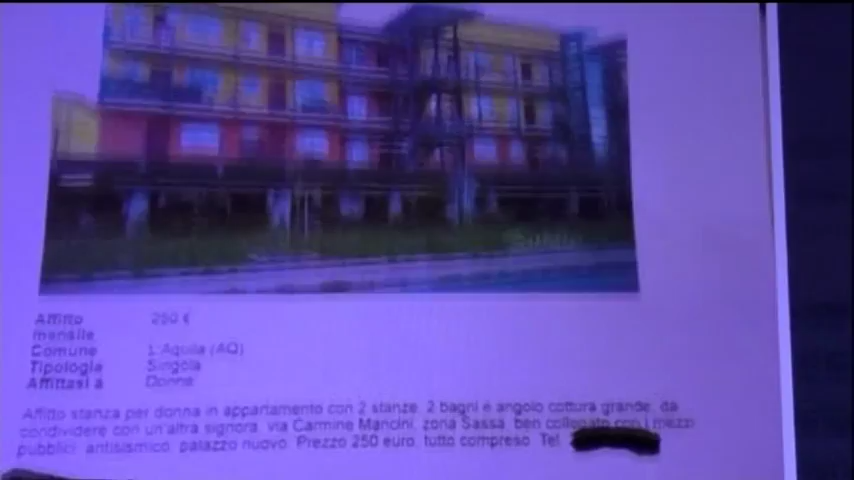 Affitto 250 €
mensile
Comune L'Aquila (AQ)
Tipologia Singola
Affittasi a Donne
Affitto stanza per donna in appartamento con 2 stanze, 2 bagni e angolo cottura grande, da
condividere con un'altra signora, via Carmine Mancini, zona Sassa, ben collegato con i mezzi
pubblici, antisismico, palazzo nuovo. Prezzo 250 euro, tutto compreso. Tel.